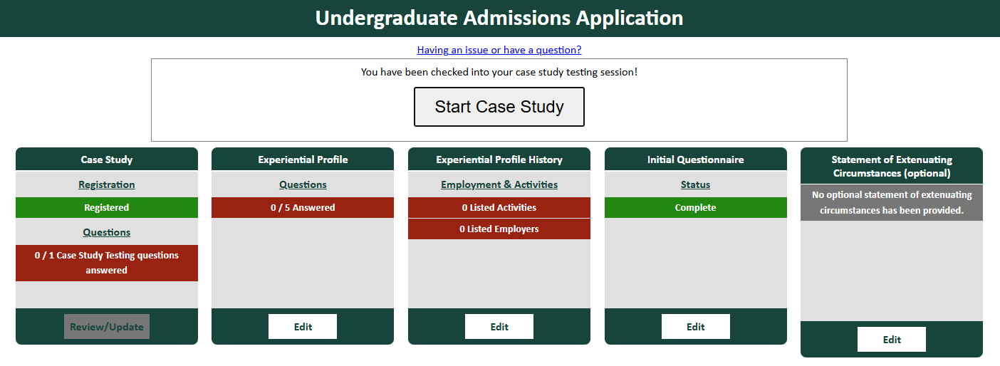 Undergraduate Admissions Application
Having an issue or have a question?
You have been checked into your case study testing session!
Start Case Study
Case Study
Registration
Registered
Questions
0 / 1 Case Study Testing questions
answered
Review/Update
Experiential Profile
Questions
0 / 5 Answered
Edit
Experiential Profile History
Employment & Activities
0 Listed Activities
0 Listed Employers
Edit
Initial Questionnaire
Status
Complete
Edit
Statement of Extenuating
Circumstances (optional)
No optional statement of extenuating
circumstances has been provided.
Edit